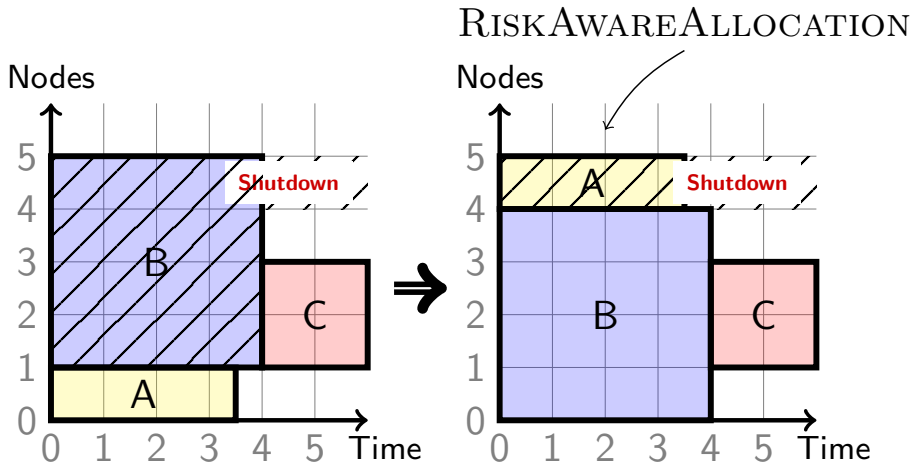 RISKAWAREALLOCATION
Nodes
5
4
3
2
1
0
0 1 2 3 4 5 Time
Shutdown
B
C
A
Nodes
5
4
3
2
1
0
0 1 2 3 4 5 Time
A
Shutdown
B
C